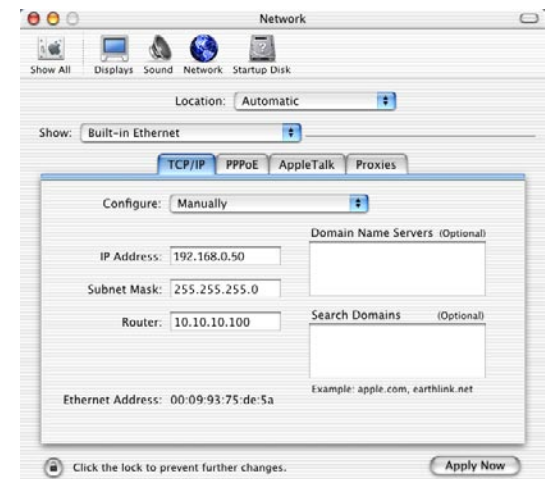 Network
Show All Displays Sound Network Startup Disk
Location: Automatic
Show: Built-in Ethernet
TCP/IP PPPoE AppleTalk Proxies
Configure: Manually
Domain Name Servers (Optional)
IP Address: 192.168.0.50
Subnet Mask: 255.255.255.0
Search Domains (Optional)
Router: 10.10.10.100
Example: apple.com, earthlink.net
Ethernet Address: 00:09:93:75:de:5a
Click the lock to prevent further changes.
Apply Now